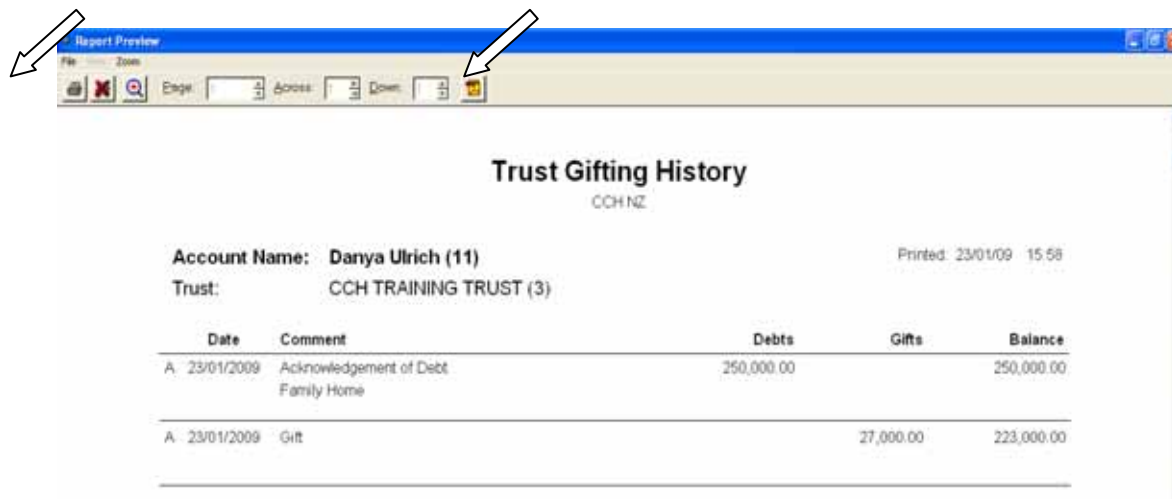 Report Preview
File Zoom
Page: Across: Down:
Trust Gifting History
CCH NZ
Account Name: Danya Ulrich (11) Printed: 23/01/09 15:58
Trust: CCH TRAINING TRUST (3)
Date Comment Debts Gifts Balance
A 23/01/2009 Acknowledgement of Debt 250,000.00 250,000.00
Family Home
A 23/01/2009 Gift 27,000.00 223,000.00